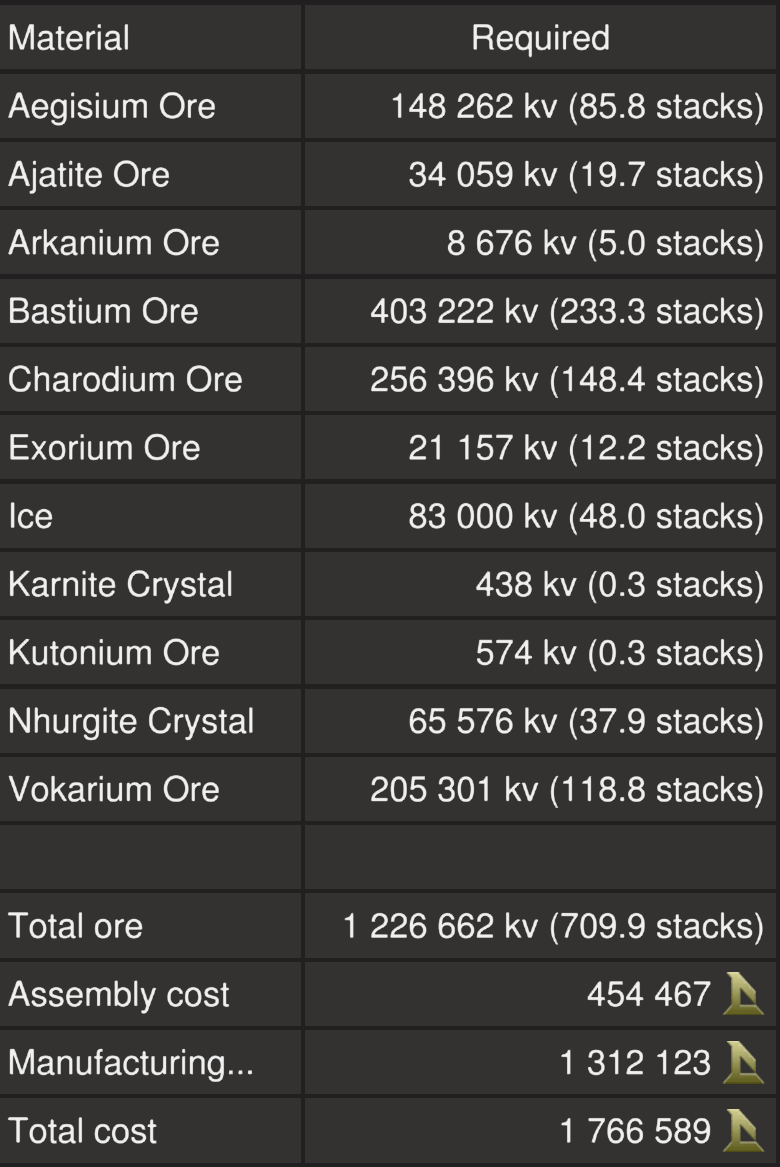 Material Required
Aegisium Ore 148 262 kv (85.8 stacks)
Ajatite Ore 34 059 kv (19.7 stacks)
Arkanium Ore 8 676 kv (5.0 stacks)
Bastium Ore 403 222 kv (233.3 stacks)
Charodium Ore 256 396 kv (148.4 stacks)
Exorium Ore 21 157 kv (12.2 stacks)
Ice 83 000 kv (48.0 stacks)
Karnite Crystal 438 kv (0.3 stacks)
Kutonium Ore 574 kv (0.3 stacks)
Nhurgite Crystal 65 576 kv (37.9 stacks)
Vokarium Ore 205 301 kv (118.8 stacks)
Total ore 1 226 662 kv (709.9 stacks)
Assembly cost 454 467
Manufacturing... 1 312 123
Total cost 1 766 589